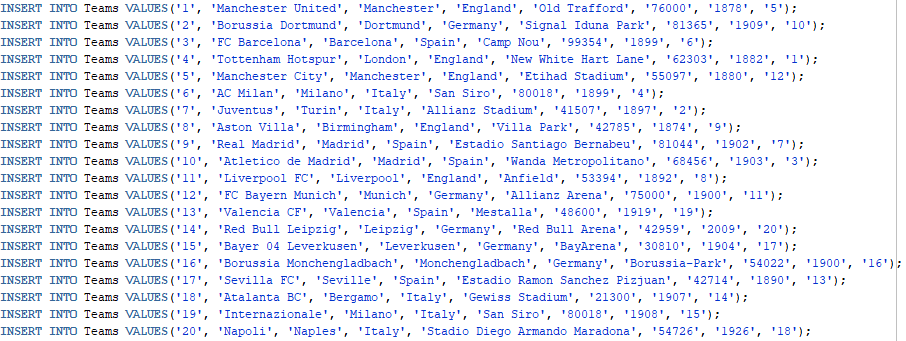 INSERT INTO Teams VALUES('1', 'Manchester United', 'Manchester', 'England', 'Old Trafford', '76000', '1878', '5');
INSERT INTO Teams VALUES('2', 'Borussia Dortmund', 'Dortmund', 'Germany', 'Signal Iduna Park', '81365', '1909', '10');
INSERT INTO Teams VALUES('3', 'FC Barcelona', 'Barcelona', 'Spain', 'Camp Nou', '99354', '1899', '6');
INSERT INTO Teams VALUES('4', 'Tottenham Hotspur', 'London', 'England', 'New White Hart Lane', '62303', '1882', '1');
INSERT INTO Teams VALUES('5', 'Manchester City', 'Manchester', 'England', 'Etihad Stadium', '55097', '1880', '12');
INSERT INTO Teams VALUES('6', 'AC Milan', 'Milano', 'Italy', 'San Siro', '80018', '1899', '4');
INSERT INTO Teams VALUES('7', 'Juventus', 'Turin', 'Italy', 'Allianz Stadium', '41507', '1897', '2');
INSERT INTO Teams VALUES('8', 'Aston Villa', 'Birmingham', 'England', 'Villa Park', '42785', '1874', '9');
INSERT INTO Teams VALUES('9', 'Real Madrid', 'Madrid', 'Spain', 'Estadio Santiago Bernabeu', '81044', '1902', '7');
INSERT INTO Teams VALUES('10', 'Atletico de Madrid', 'Madrid', 'Spain', 'Wanda Metropolitano', '68456', '1903', '3');
INSERT INTO Teams VALUES('11', 'Liverpool FC', 'Liverpool', 'England', 'Anfield', '53394', '1892', '8');
INSERT INTO Teams VALUES('12', 'FC Bayern Munich', 'Munich', 'Germany', 'Allianz Arena', '75000', '1900', '11');
INSERT INTO Teams VALUES('13', 'Valencia CF', 'Valencia', 'Spain', 'Mestalla', '48600', '1919', '19');
INSERT INTO Teams VALUES('14', 'Red Bull Leipzig', 'Leipzig', 'Germany', 'Red Bull Arena', '42959', '2009', '20');
INSERT INTO Teams VALUES('15', 'Bayer 04 Leverkusen', 'Leverkusen', 'Germany', 'BayArena', '30810', '1904', '17');
INSERT INTO Teams VALUES('16', 'Borussia Monchengladbach', 'Monchengladbach', 'Germany', 'Borussia-Park', '54022', '1900', '16');
INSERT INTO Teams VALUES('17', 'Sevilla FC', 'Seville', 'Spain', 'Estadio Ramon Sanchez Pizjuan', '42714', '1890', '13');
INSERT INTO Teams VALUES('18', 'Atalanta BC', 'Bergamo', 'Italy', 'Gewiss Stadium', '21300', '1907', '14');
INSERT INTO Teams VALUES('19', 'Internazionale', 'Milano', 'Italy', 'San Siro', '80018', '1908', '15');
INSERT INTO Teams VALUES('20', 'Napoli', 'Naples', 'Italy', 'Stadio Diego Armando Maradona', '54726', '1926', '18');